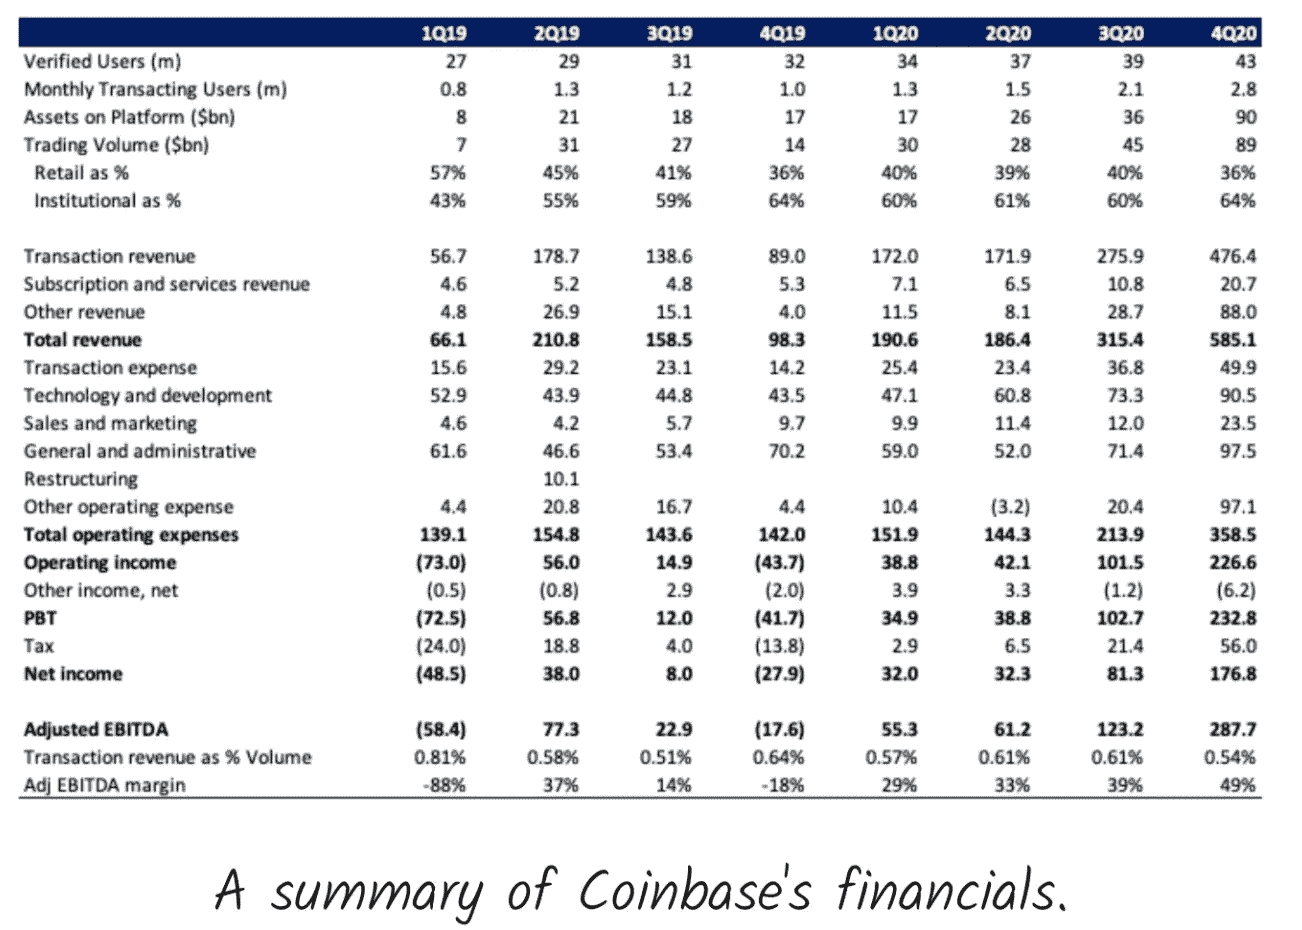 1Q19 2Q19 3Q19 4Q19 1Q20 2Q20 3Q20 4Q20
Verified Users (m) 27 29 31 32 34 37 39 43
Monthly Transacting Users (m) 0.8 1.3 1.2 1.0 1.3 1.5 2.1 2.8
Assets on Platform ($bn) 8 21 18 17 17 26 36 90
Trading Volume ($bn) 7 31 27 14 30 28 45 89
Retail as % 57% 45% 41% 36% 40% 39% 40% 36%
Institutional as % 43% 55% 59% 64% 60% 61% 60% 64%
Transaction revenue 56.7 178.7 138.6 89.0 172.0 171.9 275.9 476.4
Subscription and services revenue 4.6 5.2 4.8 5.3 7.1 6.5 10.8 20.7
Other revenue 4.8 26.9 15.1 4.0 11.5 8.1 28.7 88.0
Total revenue 66.1 210.8 158.5 98.3 190.6 186.4 315.4 585.1
Transaction expense 15.6 29.2 23.1 14.2 25.4 23.4 36.8 49.9
Technology and development 52.9 43.9 44.8 43.5 47.1 60.8 73.3 90.5
Sales and marketing 4.6 4.2 5.7 9.7 9.9 11.4 12.0 23.5
General and administrative 61.6 46.6 53.4 70.2 59.0 52.0 71.4 97.5
Restructuring 10.1
Other operating expense 4.4 20.8 16.7 4.4 10.4 (3.2) 20.4 97.1
Total operating expenses 139.1 154.8 143.6 142.0 151.9 144.3 213.9 358.5
Operating income (73.0) 56.0 14.9 (43.7) 38.8 42.1 101.5 226.6
Other income, net (0.5) (0.8) 2.9 (2.0) 3.9 3.3 (1.2) (6.2)
PBT (72.5) 56.8 12.0 (41.7) 34.9 38.8 102.7 232.8
Tax (24.0) 18.8 4.0 (13.8) 2.9 6.5 21.4 56.0
Net income (48.5) 38.0 8.0 (27.9) 32.0 32.3 81.3 176.8
Adjusted EBITDA (58.4) 77.3 22.9 (17.6) 55.3 61.2 123.2 287.7
Transaction revenue as % Volume 0.81% 0.58% 0.51% 0.64% 0.57% 0.61% 0.61% 0.54%
Adj EBITDA margin -88% 37% 14% -18% 29% 33% 39% 49%
A summary of Coinbase's financials.